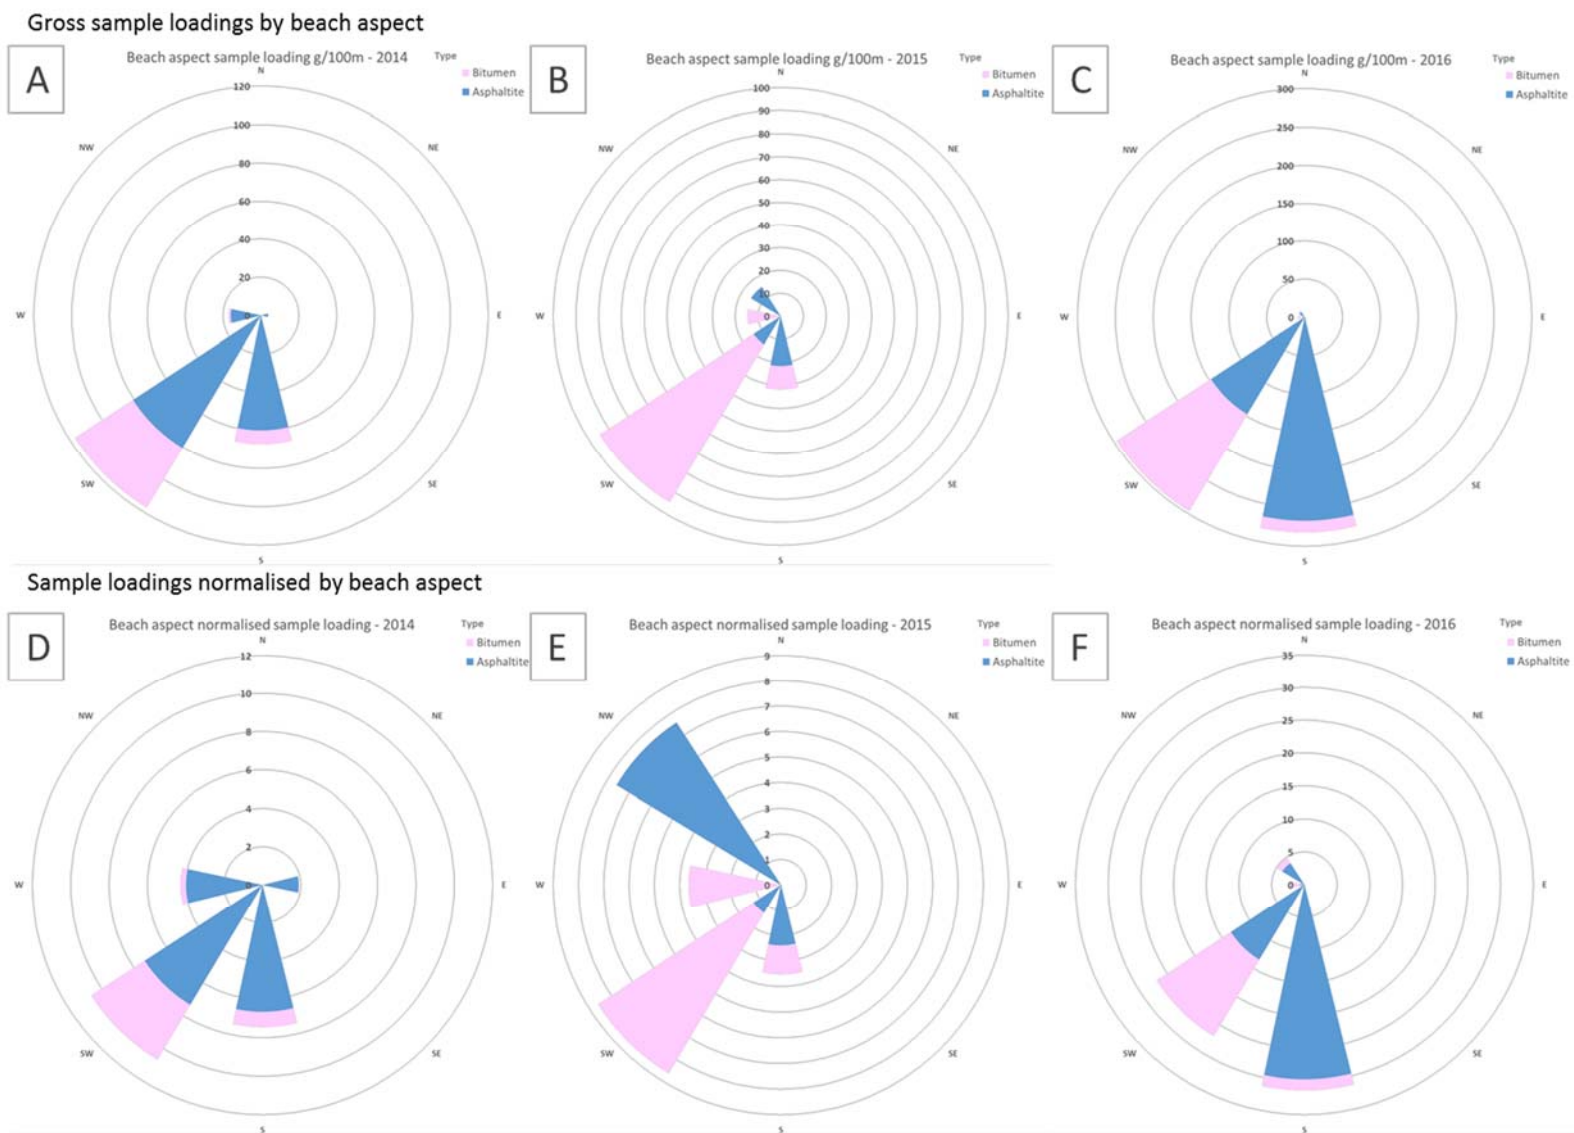 Gross sample loadings by beach aspect
A
Beach aspect sample loading g/100m - 2014
Type
Bitumen
Asphaltite
N
NE
E
SE
S
SW
W
NW
120
100
80
60
40
20
0
B
Beach aspect sample loading g/100m - 2015
Type
Bitumen
Asphaltite
N
NE
E
SE
S
SW
W
NW
100
90
80
70
60
50
40
30
20
10
0
C
Beach aspect sample loading g/100m - 2016
Type
Bitumen
Asphaltite
N
NE
E
SE
S
SW
W
NW
300
250
200
150
100
50
0
Sample loadings normalised by beach aspect
D
Beach aspect normalised sample loading - 2014
Type
Bitumen
Asphaltite
N
NE
E
SE
S
SW
W
NW
12
10
8
6
4
2
0
E
Beach aspect normalised sample loading - 2015
Type
Bitumen
Asphaltite
N
NE
E
SE
S
SW
W
NW
9
8
7
6
5
4
3
2
1
0
F
Beach aspect normalised sample loading - 2016
Type
Bitumen
Asphaltite
N
NE
E
SE
S
SW
W
NW
35
30
25
20
15
10
5
0